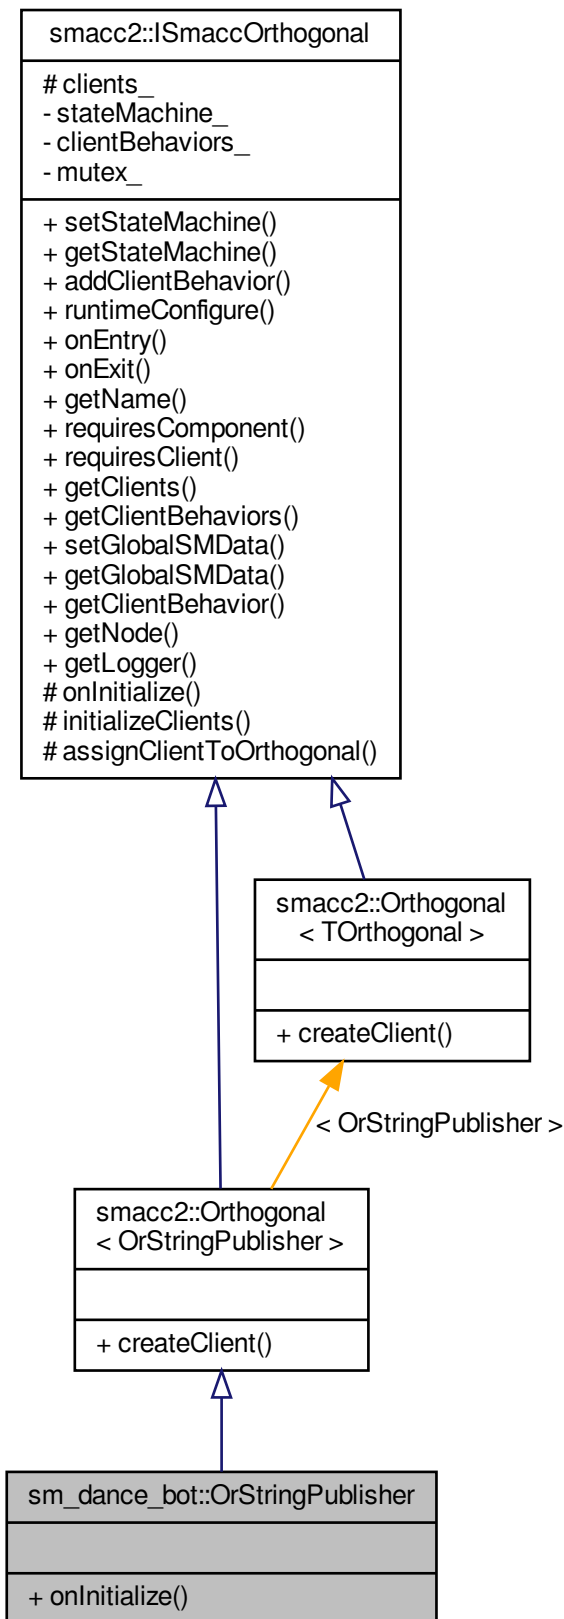 smacc2::ISmaccOrthogonal
# clients_
- stateMachine_
- clientBehaviors_
- mutex_
+ setStateMachine()
+ getStateMachine()
+ addClientBehavior()
+ runtimeConfigure()
+ onEntry()
+ onExit()
+ getName()
+ requiresComponent()
+ requiresClient()
+ getClients()
+ getClientBehaviors()
+ setGlobalSMData()
+ getGlobalSMData()
+ getClientBehavior()
+ getNode()
+ getLogger()
# onInitialize()
# initializeClients()
# assignClientToOrthogonal()
smacc2::Orthogonal
< TOrthogonal >
+ createClient()
< OrStringPublisher >
smacc2::Orthogonal
< OrStringPublisher >
+ createClient()
sm_dance_bot::OrStringPublisher
+ onInitialize()